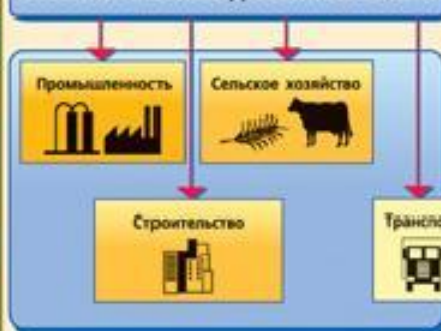 Промышленность
Сельское хозяйство
Строительство